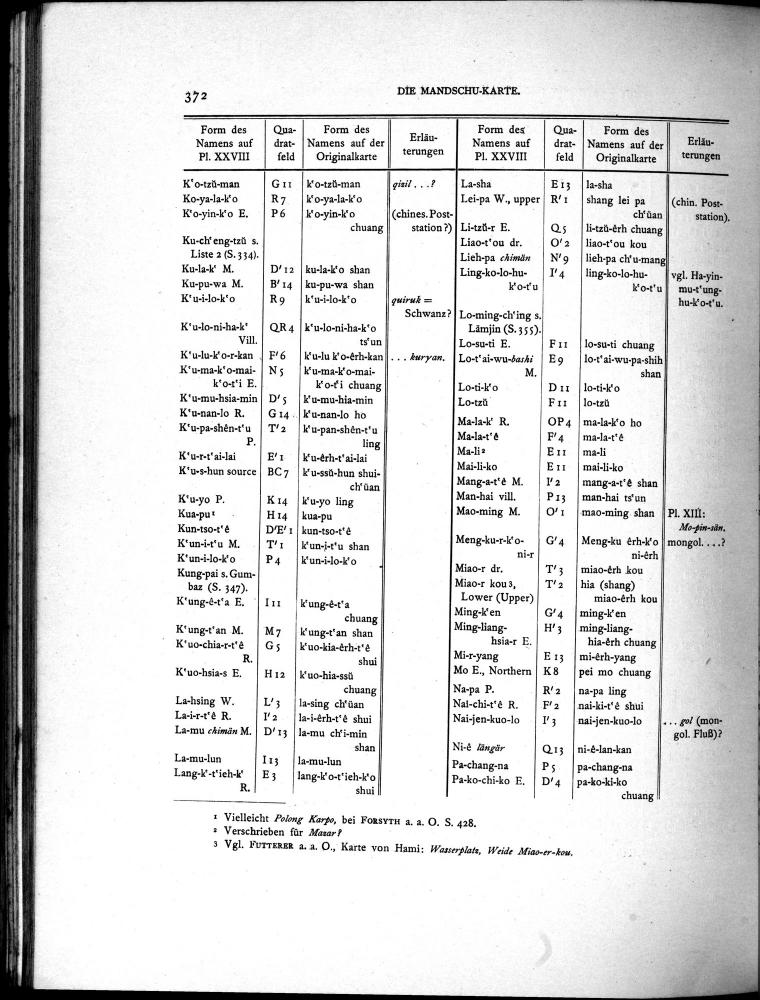 372
DIE MANDSCHU-KARTE.
Form des Namens auf Pl. XXVIII | Qua-drat-feld | Form des Namens auf der Originalkarte | Erläu-terungen
K'o-tzŭ-man G 11 k'o-tzŭ-man qizil . . .?
Ko-ya-la-k'o R 7 k'o-ya-la-k'o
K'o-yin-k'o E. P 6 k'o-yin-k'o (chines. Post-
chuang station?)
Ku-ch'eng-tzŭ s.
Liste 2 (S. 334).
Ku-la-k' M. D' 12 ku-la-k'o shan
Ku-pu-wa M. B' 14 ku-pu-wa shan
K'u-i-lo-k'o R 9 k'u-i-lo-k'o quiruk =
Schwanz?
K'u-lo-ni-ha-k' QR 4 k'u-lo-ni-ha-k'o
Vill. ts'un
K'u-lu-k'o-r-kan F' 6 k'u-lu k'o-êrh-kan . . . kuryan.
K'u-ma-k'o-mai- N 5 k'u-ma-k'o-mai-
k'o-t'i E. k'o-t'i chuang
K'u-mu-hsia-min D' 5 k'u-mu-hia-min
K'u-nan-lo R. G 14 k'u-nan-lo ho
K'u-pa-shên-t'u T' 2 k'u-pan-shên-t'u
P. ling
K'u-r-t'ai-lai E' 1 k'u-êrh-t'ai-lai
K'u-s-hun source BC 7 k'u-ssŭ-hun shui-
ch'üan
K'u-yo P. K 14 k'u-yo ling
Kua-pu¹ H 14 kua-pu
Kun-tso-t'ê D'E' 1 kun-tso-t'ê
K'un-i-t'u M. T' 1 k'un-i-t'u shan
K'un-i-lo-k'o P 4 k'un-i-lo-k'o
Kung-pai s. Gum-
baz (S. 347).
K'ung-ê-t'a E. I 11 k'ung-ê-t'a
chuang
K'ung-t'an M. M 7 k'ung-t'an shan
K'uo-chia-r-t'ê G 5 k'uo-kia-êrh-t'ê
R. shui
K'uo-hsia-s E. H 12 k'uo-hia-ssŭ
chuang
La-hsing W. L' 3 la-sing ch'üan
La-i-r-t'ê R. I' 2 la-i-êrh-t'ê shui
La-mu chimän M. D' 13 la-mu ch'i-min
shan
La-mu-lun I 13 la-mu-lun
Lang-k'-t'ieh-k' E 3 lang-k'o-t'ieh-k'o
R. shui
Form des Namens auf Pl. XXVIII | Qua-drat-feld | Form des Namens auf der Originalkarte | Erläu-terungen
La-sha E 13 la-sha
Lei-pa W., upper R' 1 shang lei pa (chin. Post-
ch'üan station).
Li-tzŭ-r E. Q 5 li-tzŭ-êrh chuang
Liao-t'ou dr. O' 2 liao-t'ou kou
Lieh-pa chimän N' 9 lieh-pa ch'u-mang
Ling-ko-lo-hu- I' 4 ling-ko-lo-hu- vgl. Ha-yin-
k'o-t'u k'o-t'u mu-t'ung-
hu-k'o-t'u.
Lo-ming-ch'ing s.
Lämjin (S. 355).
Lo-su-ti E. F 11 lo-su-ti chuang
Lo-t'ai-wu-bashi E 9 lo-t'ai-wu-pa-shih
M. shan
Lo-ti-k'o D 11 lo-ti-k'o
Lo-tzŭ F 11 lo-tzŭ
Ma-la-k' R. OP 4 ma-la-k'o ho
Ma-la-t'ê F' 4 ma-la-t'ê
Ma-li² E 11 ma-li
Mai-li-ko E 11 mai-li-ko
Mang-a-t'ê M. I' 2 mang-a-t'ê shan
Man-hai vill. P 13 man-hai ts'un
Mao-ming M. O' 1 mao-ming shan Pl. XIII:
Mo-pin-sän.
Meng-ku-r-k'o- G' 4 Meng-ku êrh-k'o mongol. . . .?
ni-r ni-êrh
Miao-r dr. T' 3 miao-êrh kou
Miao-r kou³, T' 2 hia (shang)
Lower (Upper) miao-êrh kou
Ming-k'en G' 4 ming-k'en
Ming-liang- H' 3 ming-liang-
hsia-r E. hia-êrh chuang
Mi-r-yang E 13 mi-êrh-yang
Mo E., Northern K 8 pei mo chuang
Na-pa P. R' 2 na-pa ling
Nai-chi-t'ê R. F' 2 nai-ki-t'ê shui
Nai-jen-kuo-lo I' 3 nai-jen-kuo-lo . . . gol (mon-
gol. Fluß)?
Ni-ê längär Q 13 ni-ê-lan-kan
Pa-chang-na P 5 pa-chang-na
Pa-ko-chi-ko E. D' 4 pa-ko-ki-ko
chuang
¹ Vielleicht Polong Karpo, bei FORSYTH a. a. O. S. 428.
² Verschrieben für Mazar?
³ Vgl. FUTTERER a. a. O., Karte von Hami: Wasserplatz, Weide Miao-er-kou.